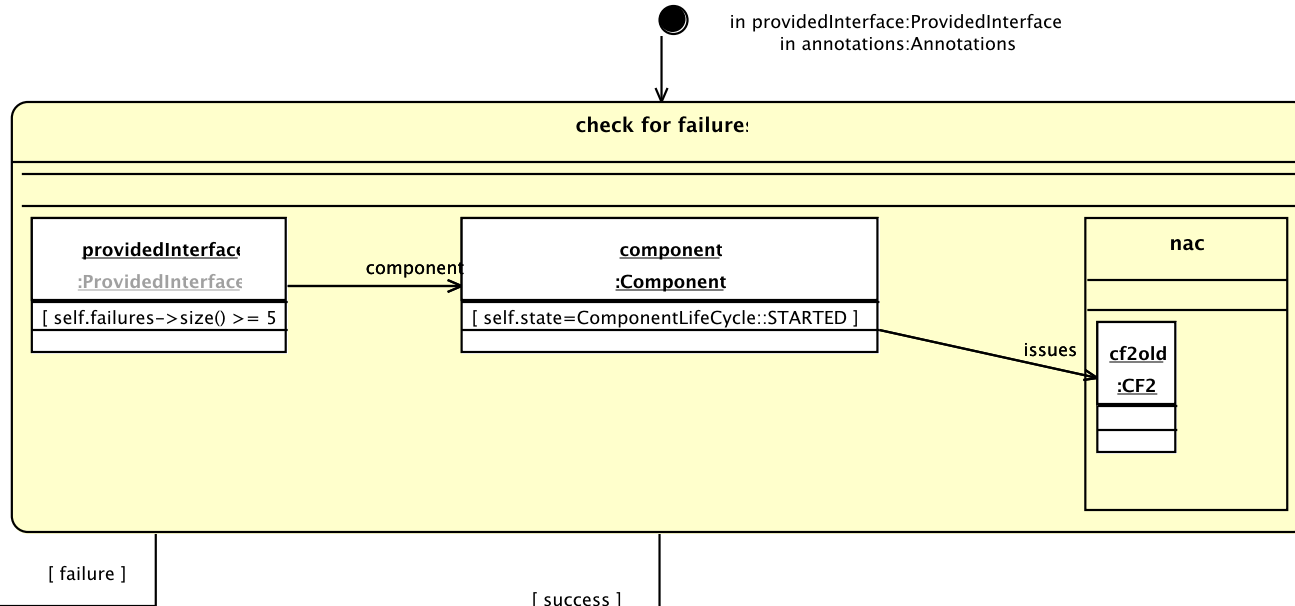 in providedInterface:ProvidedInterface
in annotations:Annotations
check for failures
providedInterface
:ProvidedInterface
[ self.failures->size() >= 5
component
component
:Component
[ self.state=ComponentLifeCycle::STARTED ]
issues
nac
cf2old
:CF2
[ failure ]
[ success ]